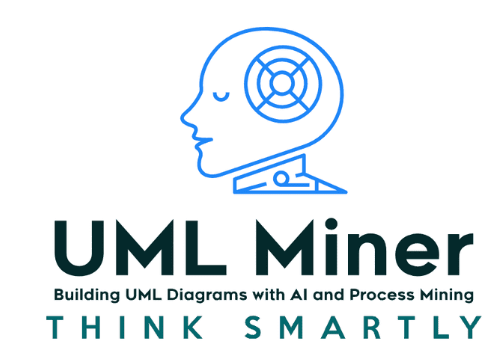 UML Miner
Building UML Diagrams with AI and Process Mining
THINK SMARTLY